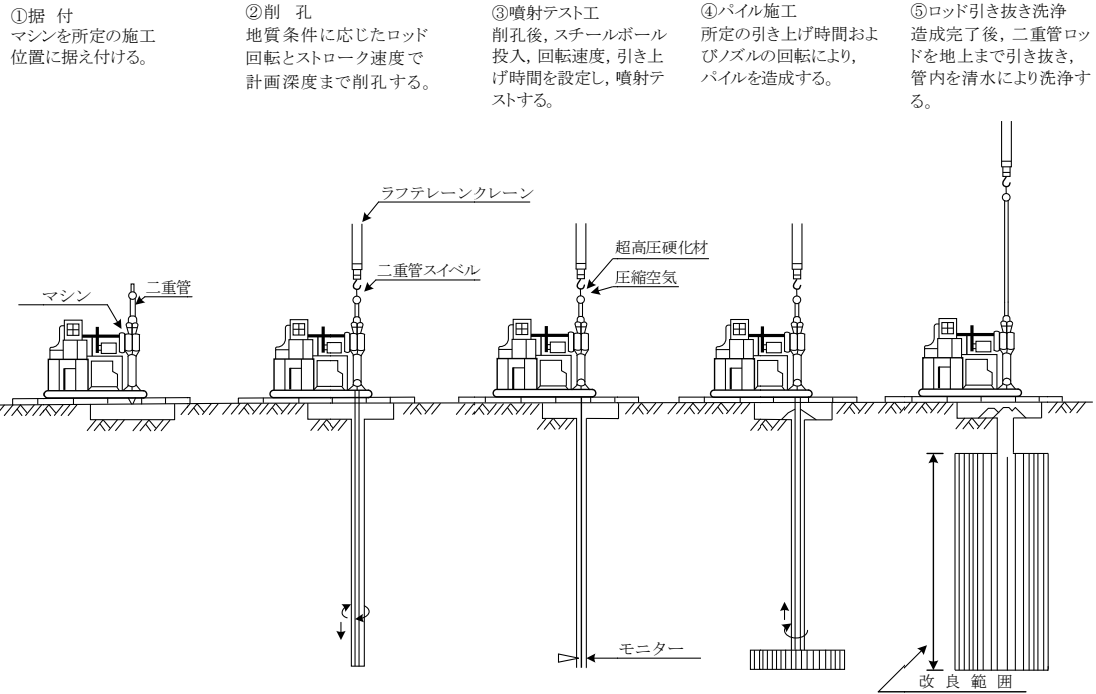 ①据 付
マシンを所定の施工
位置に据え付ける。
②削 孔
地質条件に応じたロッド
回転とストローク速度で
計画深度まで削孔する。
③噴射テスト工
削孔後，スチールボール
投入，回転速度，引き上
げ時間を設定し，噴射テ
ストする。
④パイル施工
所定の引き上げ時間およ
びノズルの回転により，
パイルを造成する。
⑤ロッド引き抜き洗浄
造成完了後，二重管ロッ
ドを地上まで引き抜き，
管内を清水により洗浄す
る。
マシン
二重管
ラフテレーンクレーン
二重管スイベル
超高圧硬化材
圧縮空気
モニター
改 良 範 囲